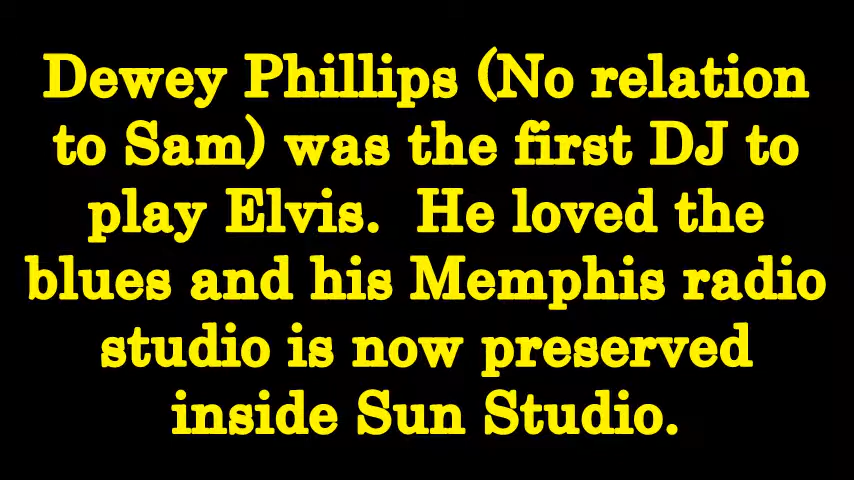 Dewey Phillips (No relation
to Sam) was the first DJ to
play Elvis.  He loved the
blues and his Memphis radio
studio is now preserved
inside Sun Studio.